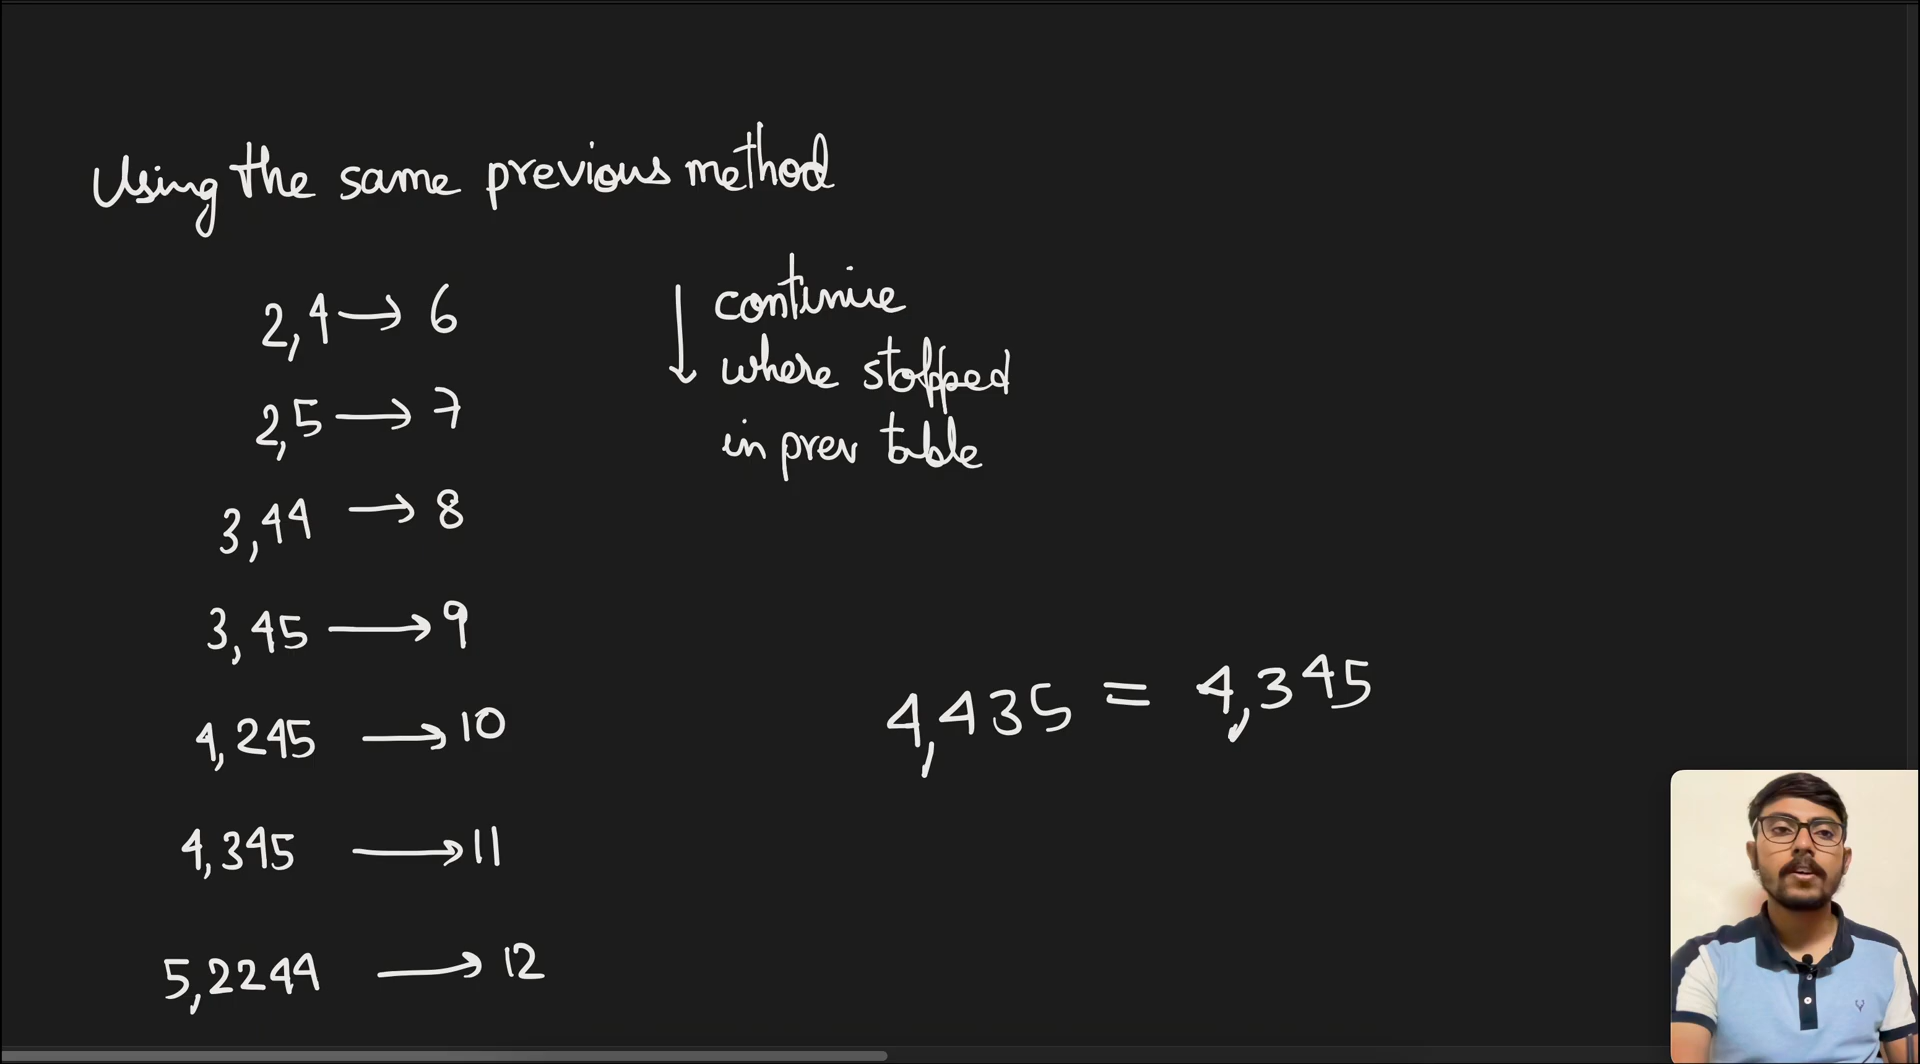 Using the same previous method
2,4 → 6
2,5 → 7
3,44 → 8
3,45 → 9
4,245 → 10
4,345 → 11
5,2244 → 12
↓ continue
where stopped
in prev table
4,435 = 4,345